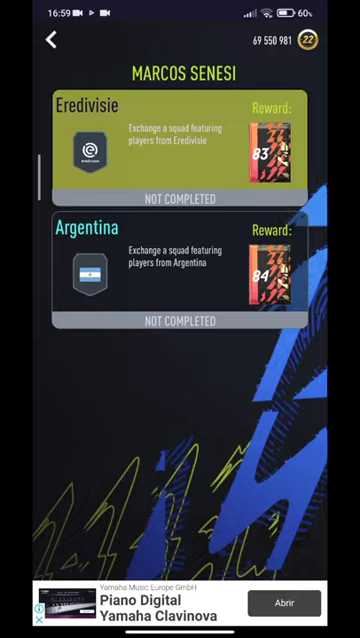 16:59
60%
69 550 981 22
MARCOS SENESI
Eredivisie
Reward:
Exchange a squad featuring
players from Eredivisie
83
NOT COMPLETED
Argentina
Reward:
Exchange a squad featuring
players from Argentina
84
NOT COMPLETED
Yamaha Music Europe GmbH
Piano Digital
Yamaha Clavinova
Abrir